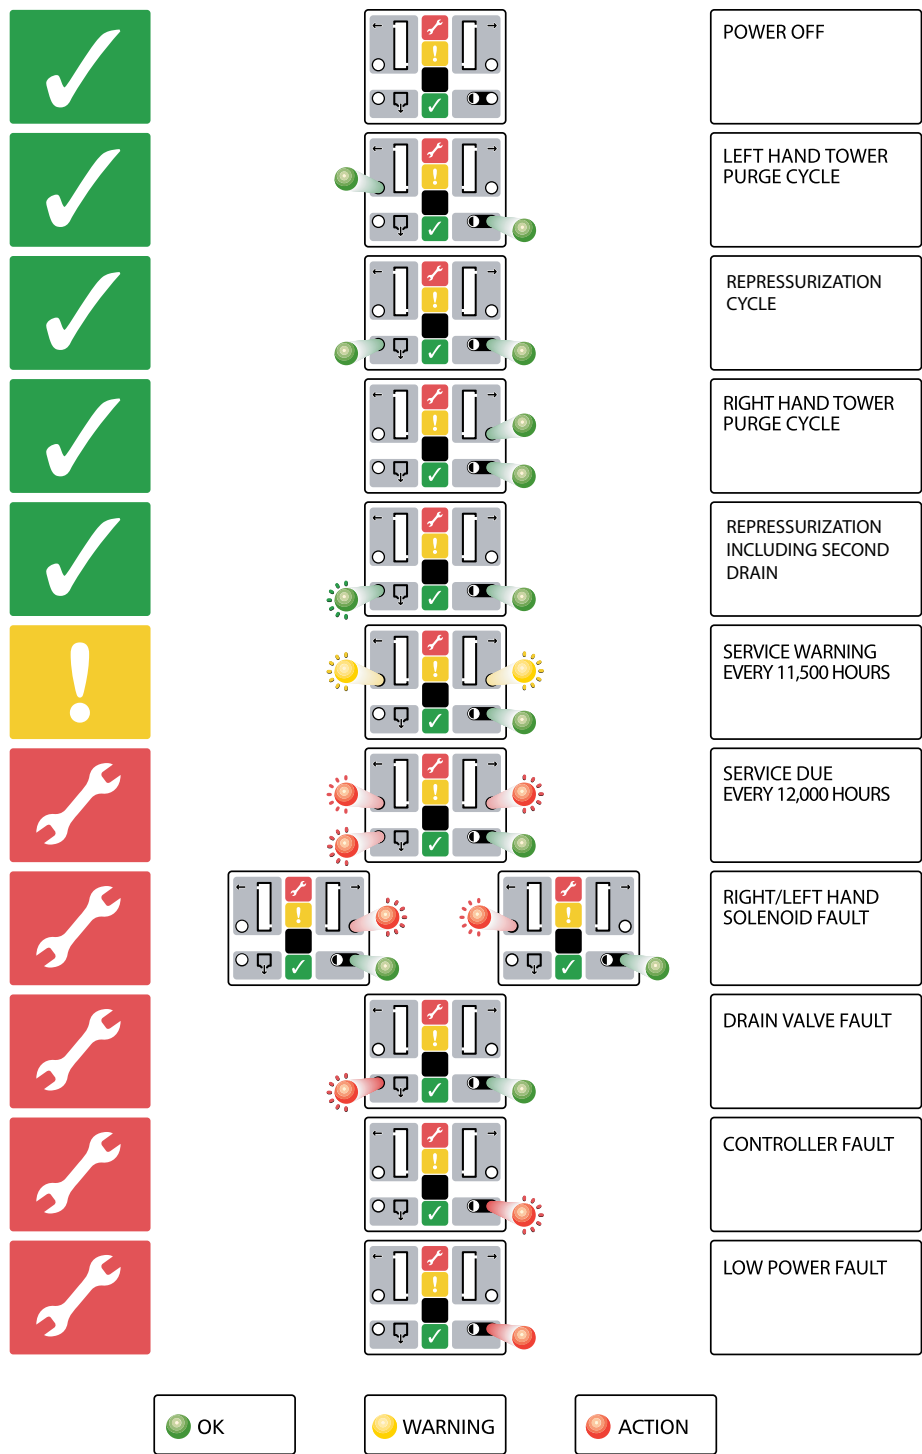 POWER OFF
LEFT HAND TOWER
PURGE CYCLE
REPRESSURIZATION
CYCLE
RIGHT HAND TOWER
PURGE CYCLE
REPRESSURIZATION
INCLUDING SECOND
DRAIN
SERVICE WARNING
EVERY 11,500 HOURS
SERVICE DUE
EVERY 12,000 HOURS
RIGHT/LEFT HAND
SOLENOID FAULT
DRAIN VALVE FAULT
CONTROLLER FAULT
LOW POWER FAULT
OK
WARNING
ACTION